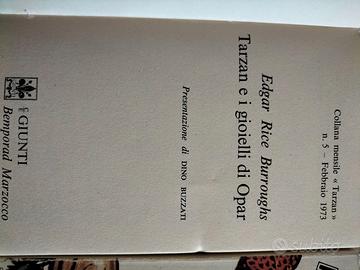 Collana mensile « Tarzan »
n. 5 - Febbraio 1973
Edgar Rice Burroughs
Tarzan e i gioielli di Opar
Presentazione di DINO BUZZATI
GIUNTI
Bemporad Marzocco
subito